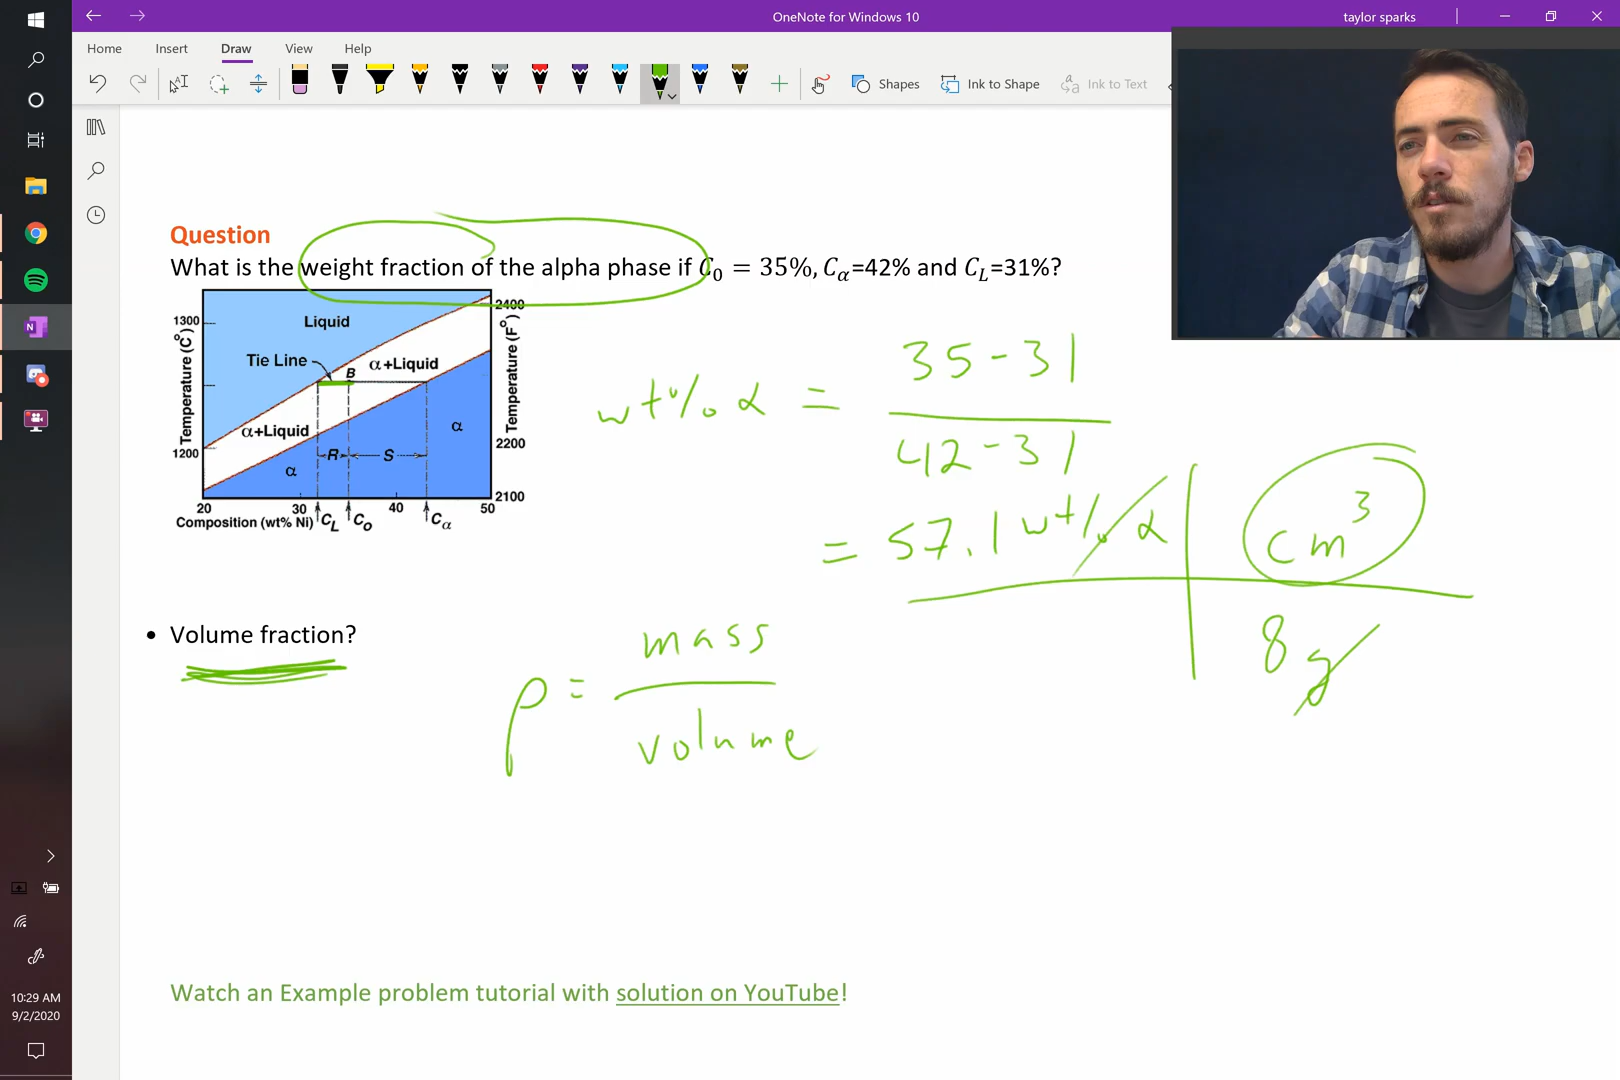 OneNote for Windows 10
taylor sparks
Home Insert Draw View Help
Shapes
Ink to Shape
Ink to Text
Question
What is the weight fraction of the alpha phase if C₀ = 35%, Cα=42% and C_L=31%?
1300
1200
Temperature (C°)
Liquid
Tie Line
B
α+Liquid
α+Liquid
R
S
α
α
2400
2200
2100
Temperature (F°)
20 30 40 50
Composition (wt% Ni)
C_L
C₀
Cα
wt% α = 35-31
42-31
= 57.1 wt% α
cm³
8 g
• Volume fraction?
ρ = mass
volume
Watch an Example problem tutorial with solution on YouTube!
10:29 AM
9/2/2020